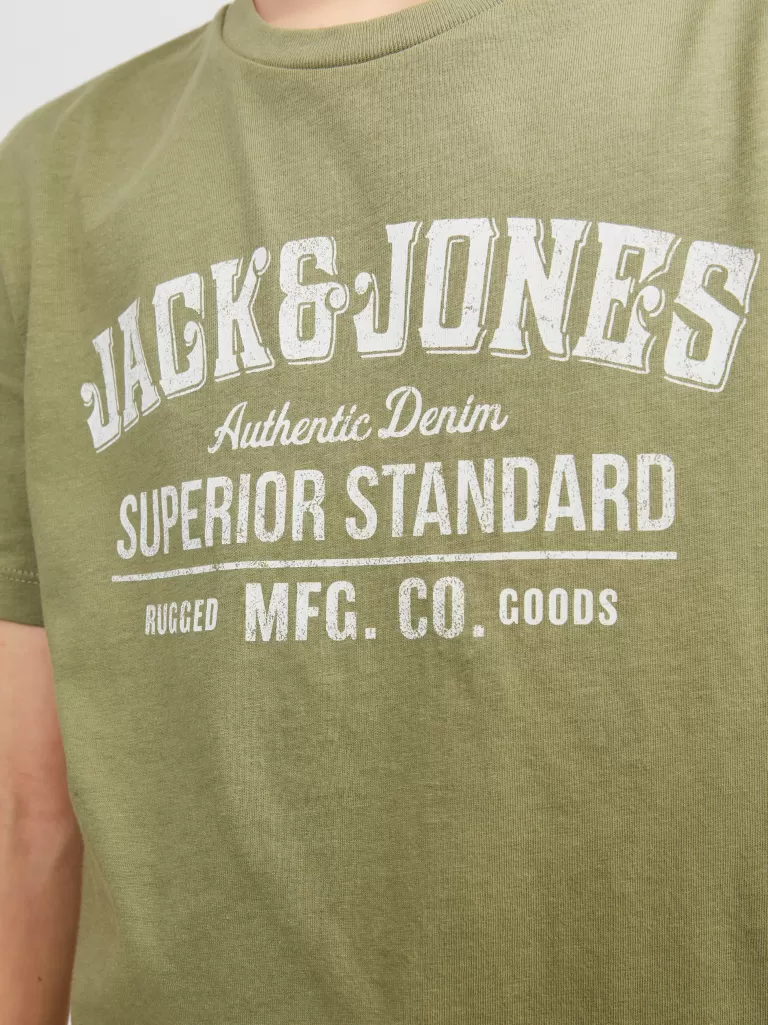 JACK&JONES
Authentic Denim
SUPERIOR STANDARD
RUGGED MFG. CO. GOODS